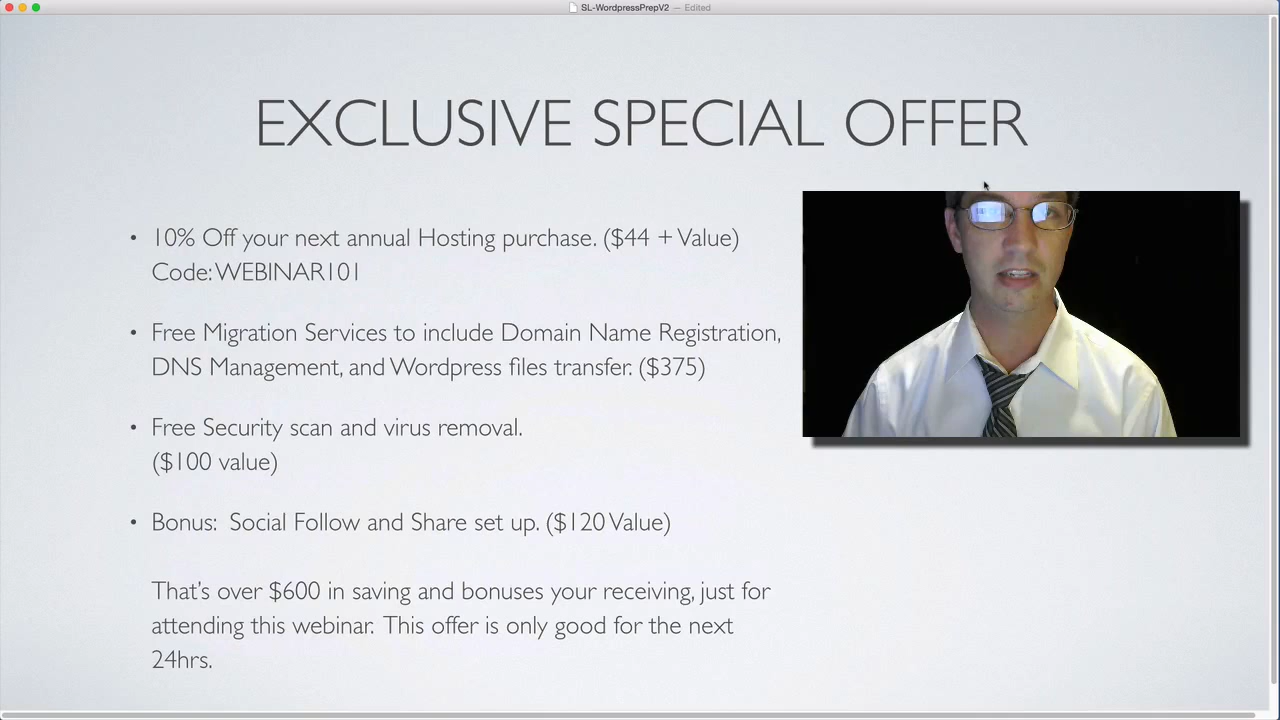 SL-WordpressPrepV2 — Edited
EXCLUSIVE SPECIAL OFFER
• 10% Off your next annual Hosting purchase. ($44 + Value)
Code: WEBINAR101
• Free Migration Services to include Domain Name Registration,
DNS Management, and Wordpress files transfer. ($375)
• Free Security scan and virus removal.
($100 value)
• Bonus:  Social Follow and Share set up. ($120 Value)
That's over $600 in saving and bonuses your receiving, just for
attending this webinar.  This offer is only good for the next
24hrs.